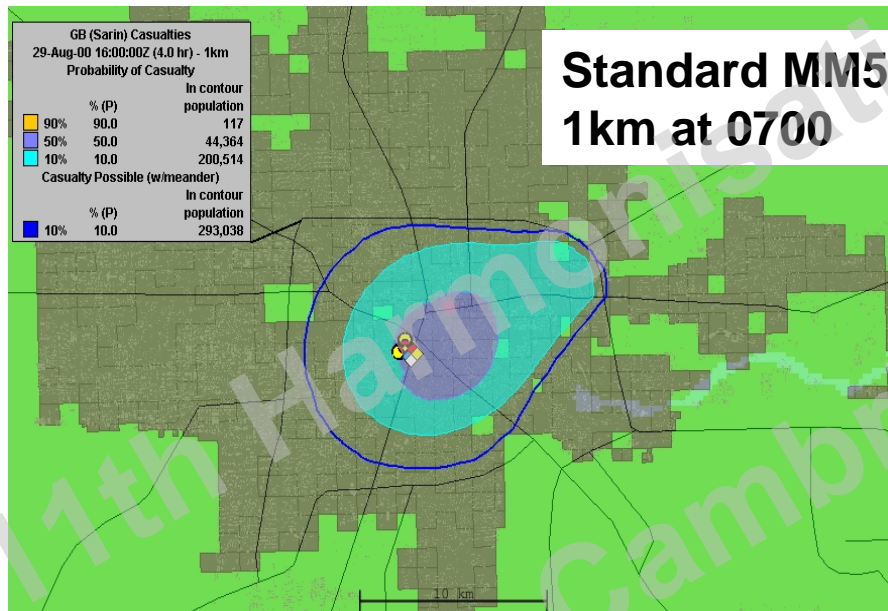 GB (Sarin) Casualties
29-Aug-00 16:00:00Z (4.0 hr) - 1km
Probability of Casualty
In contour
% (P) population
90% 90.0 117
50% 50.0 44,364
10% 10.0 200,514
Casualty Possible (w/meander)
In contour
% (P) population
10% 10.0 293,038
Standard MM5
1km at 0700
11th Harmonisati
Cambr
10 km